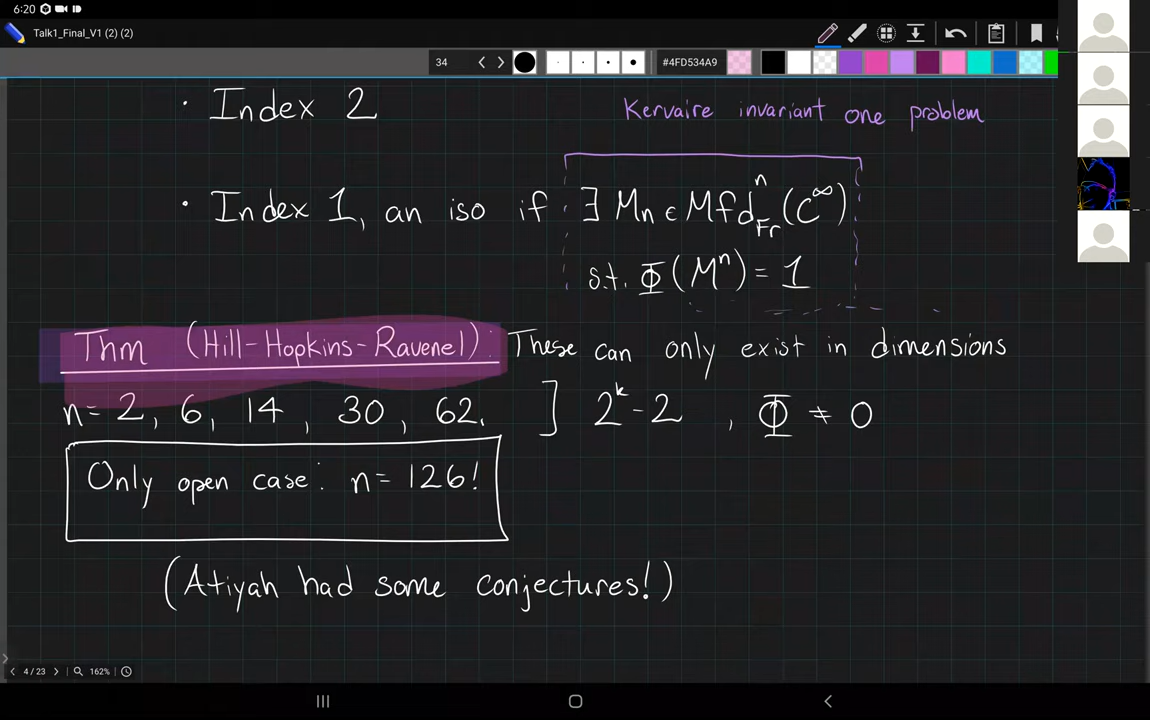 6:20
Talk1_Final_V1 (2) (2)
34
#4FD534A9
· Index 2
Kervaire invariant one problem
· Index 1, an iso if ∃ Mn ϵ Mfd^n_Fr (C^∞)
s.t. Φ(M^n) = 1
Thm (Hill-Hopkins-Ravenel): These can only exist in dimensions
n= 2, 6, 14, 30, 62. ] 2^k-2 , Φ ≠ 0
Only open case: n= 126!
(Atiyah had some conjectures!)
4/23
162%